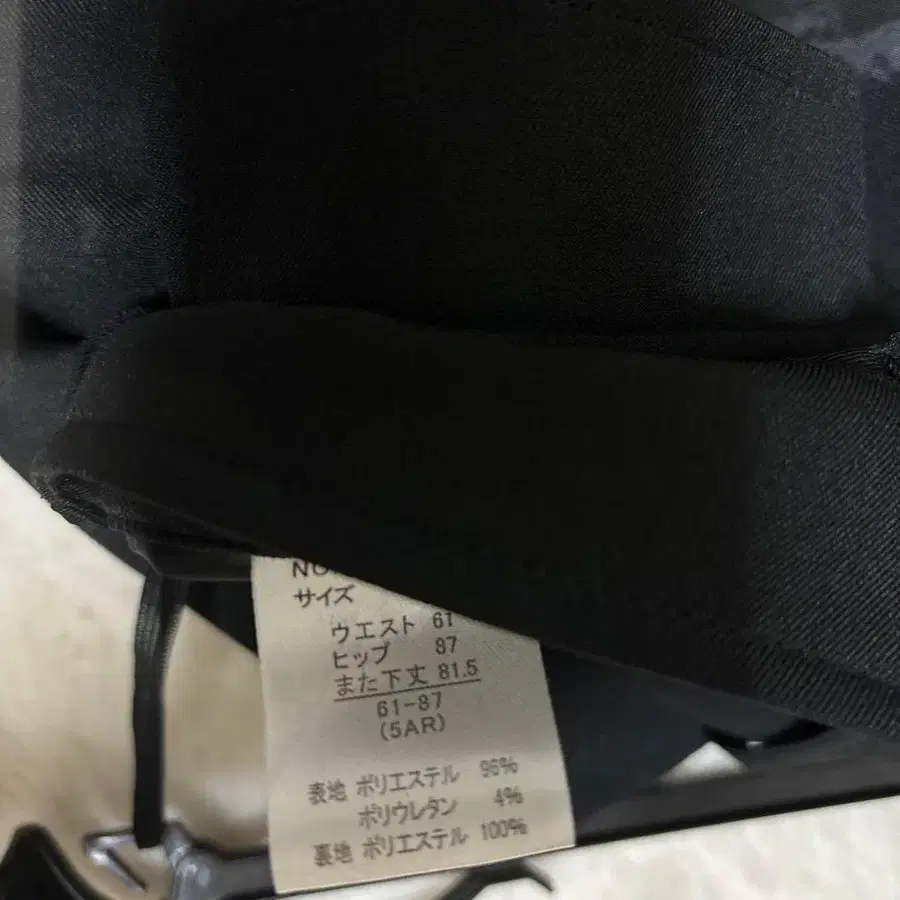 サイズ
ウエスト 61
ヒップ 87
また下丈 81.5
61-87
(5AR)
表地 ポリエステル 96%
ポリウレタン 4%
裏地 ポリエステル 100%